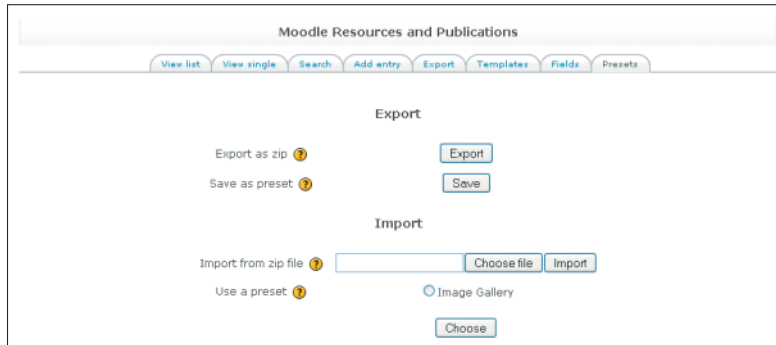 Moodle Resources and Publications
View list View single Search Add entry Export Templates Fields Presets
Export
Export as zip ? Export
Save as preset ? Save
Import
Import from zip file ? Choose file Import
Use a preset ? Image Gallery
Choose